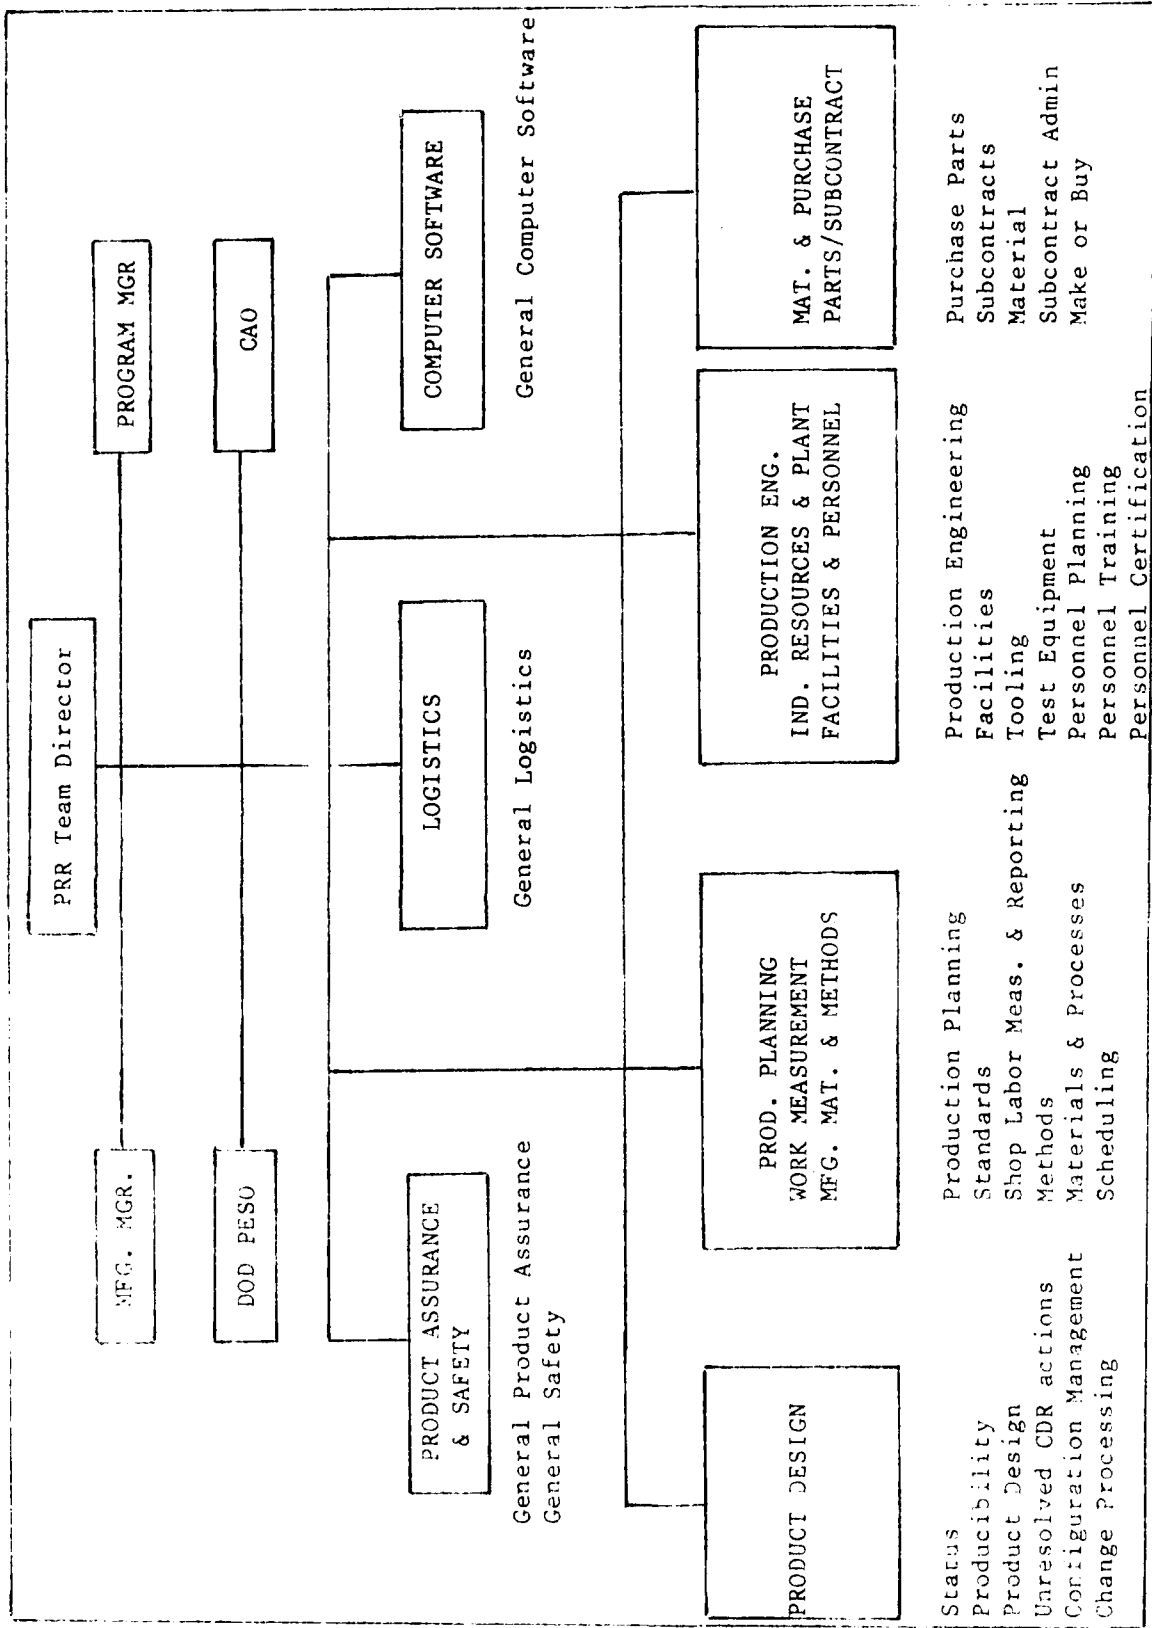 PRR Team Director
MFG. MGR.
PROGRAM MGR
DOD PESO
CAO
PRODUCT ASSURANCE
& SAFETY
General Product Assurance
General Safety
LOGISTICS
General Logistics
COMPUTER SOFTWARE
General Computer Software
PRODUCT DESIGN
Status
Producibility
Product Design
Unresolved CDR actions
Configuration Management
Change Processing
PROD. PLANNING
WORK MEASUREMENT
MFG. MAT. & METHODS
Production Planning
Standards
Shop Labor Meas. & Reporting
Methods
Materials & Processes
Scheduling
PRODUCTION ENG.
IND. RESOURCES & PLANT
FACILITIES & PERSONNEL
Production Engineering
Facilities
Tooling
Test Equipment
Personnel Planning
Personnel Training
Personnel Certification
MAT. & PURCHASE
PARTS/SUBCONTRACT
Purchase Parts
Subcontracts
Material
Subcontract Admin
Make or Buy